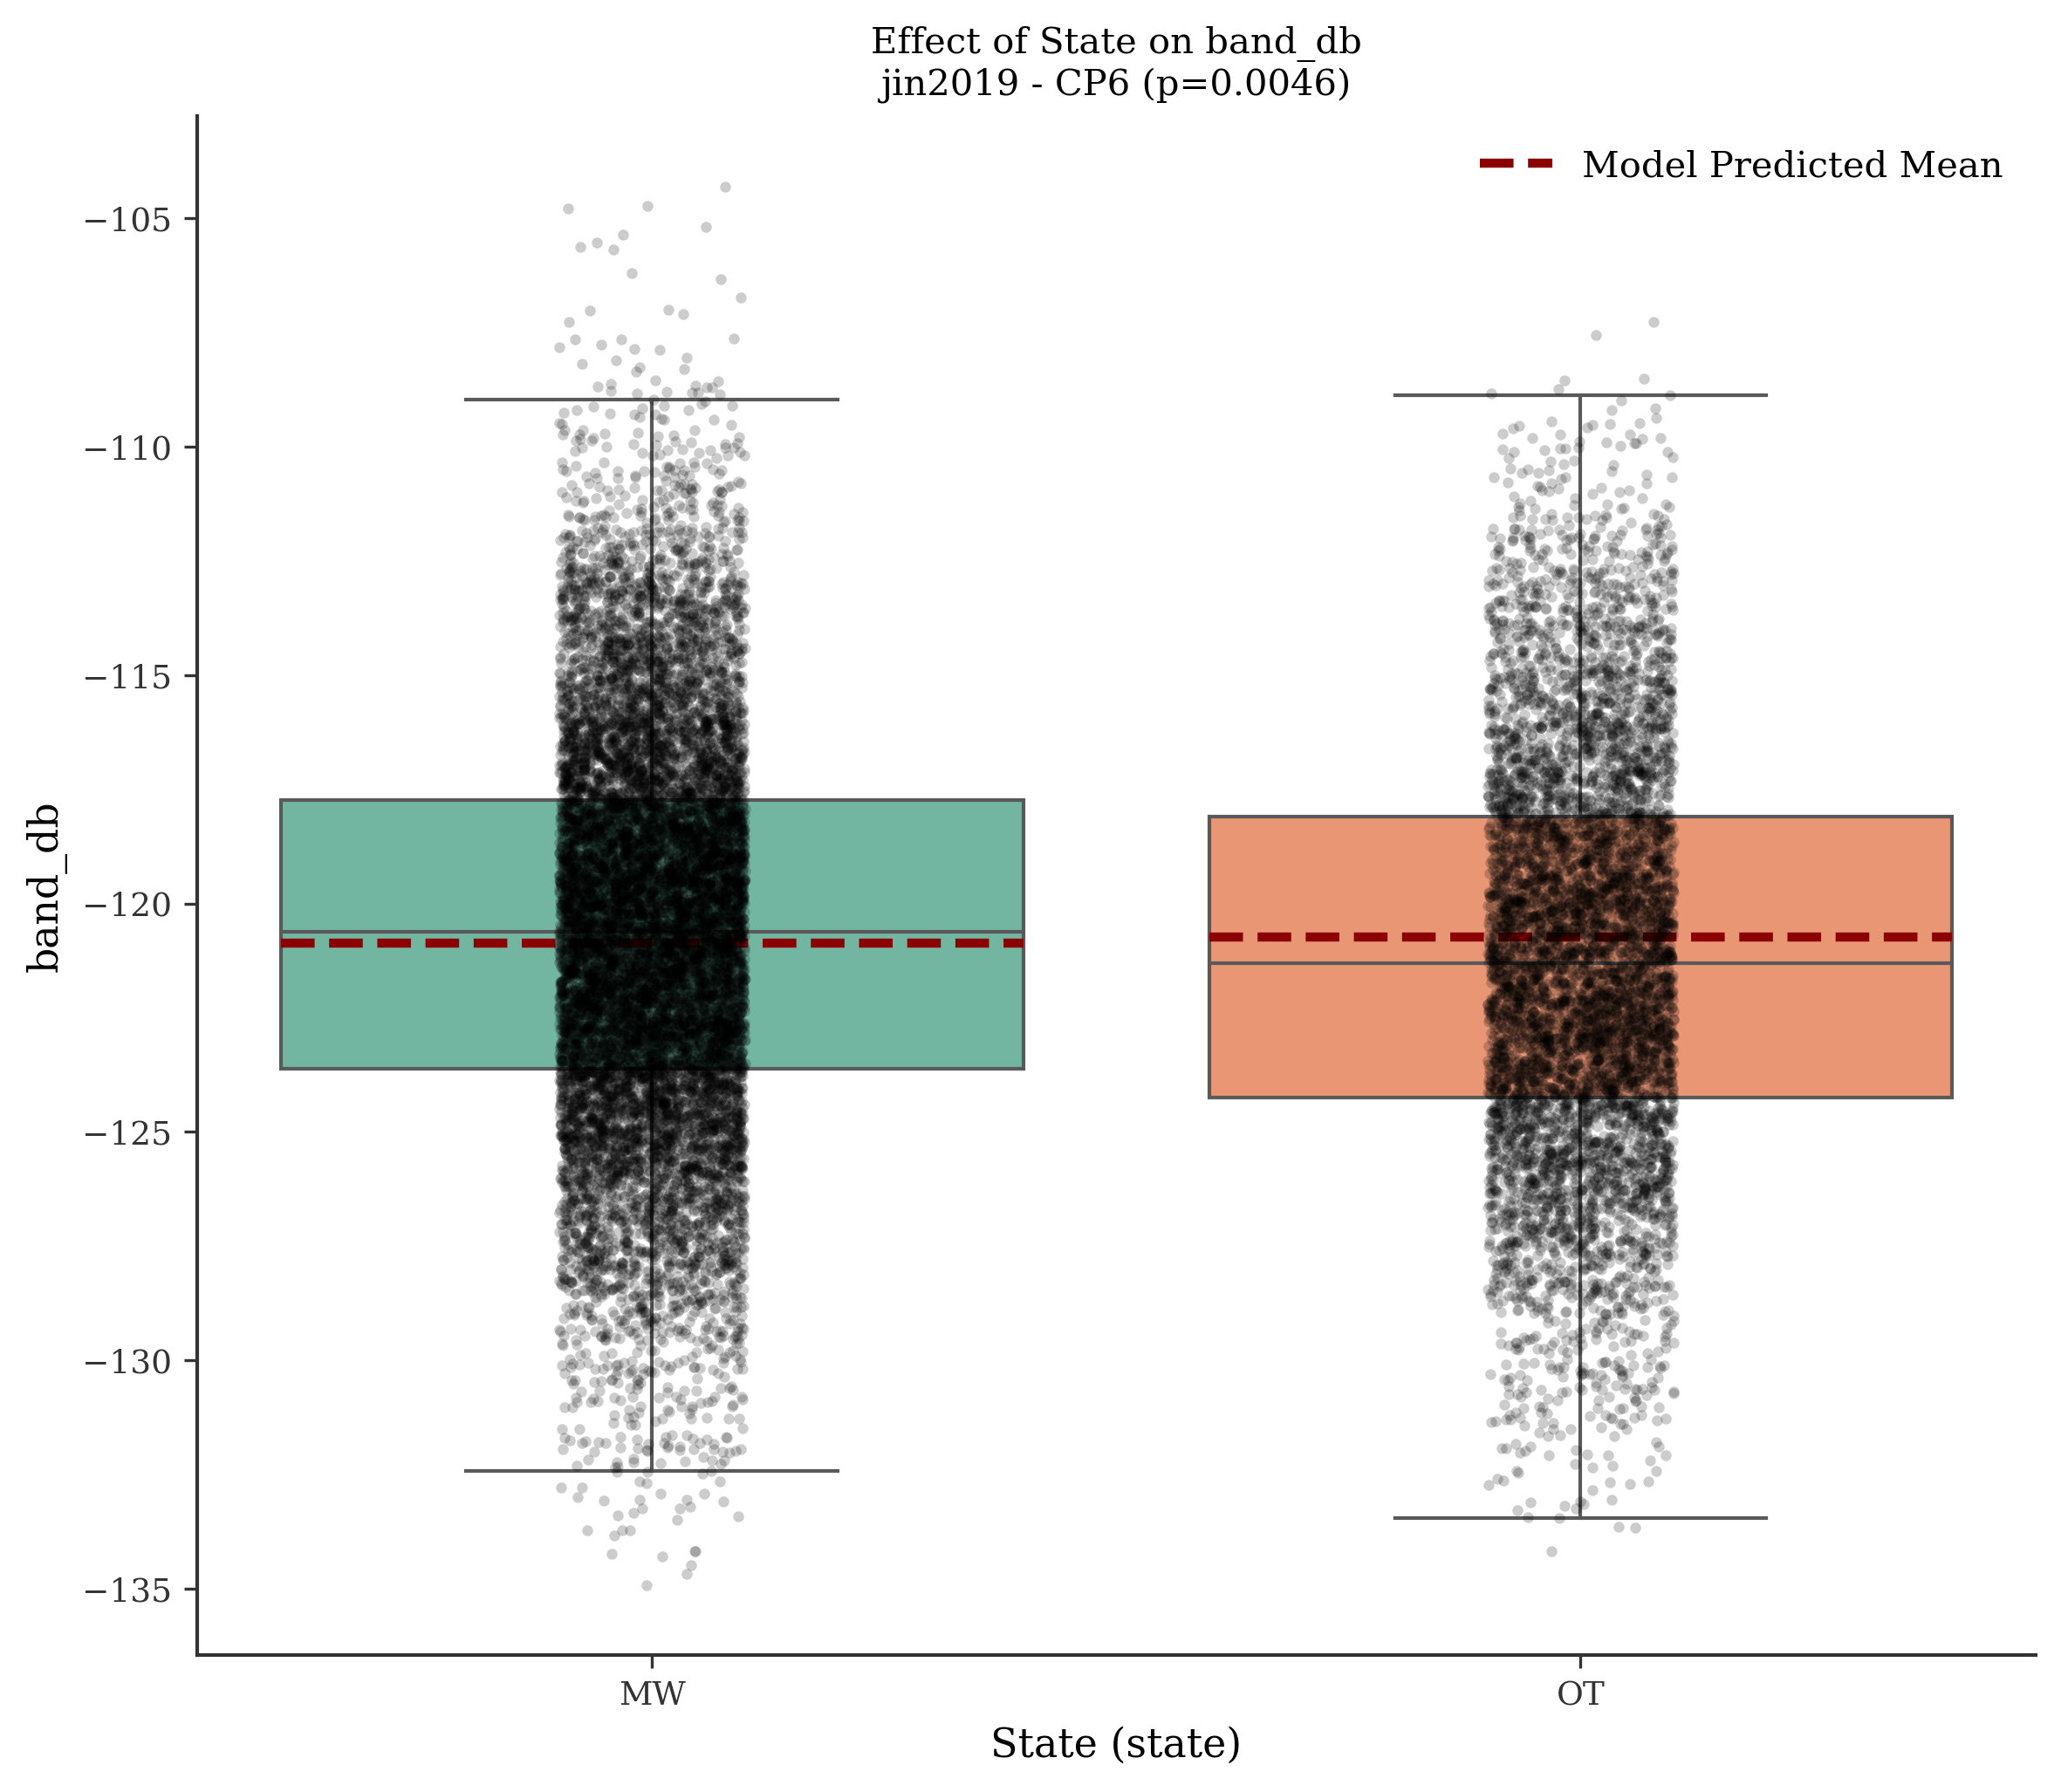 Effect of State on band_db
jin2019 - CP6 (p=0.0046)
Model Predicted Mean
−105
−110
−115
−120
−125
−130
−135
band_db
MW
OT
State (state)